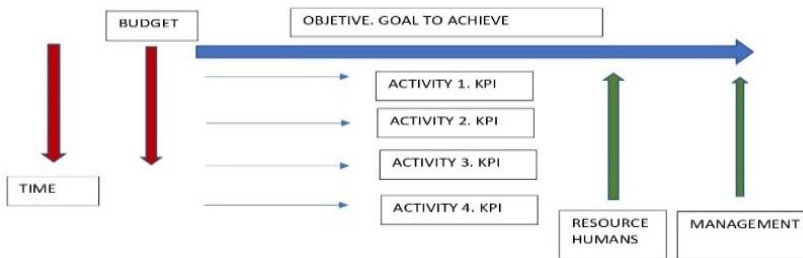 BUDGET
OBJETIVE. GOAL TO ACHIEVE
ACTIVITY 1. KPI
ACTIVITY 2. KPI
ACTIVITY 3. KPI
TIME
ACTIVITY 4. KPI
RESOURCE
HUMANS
MANAGEMENT